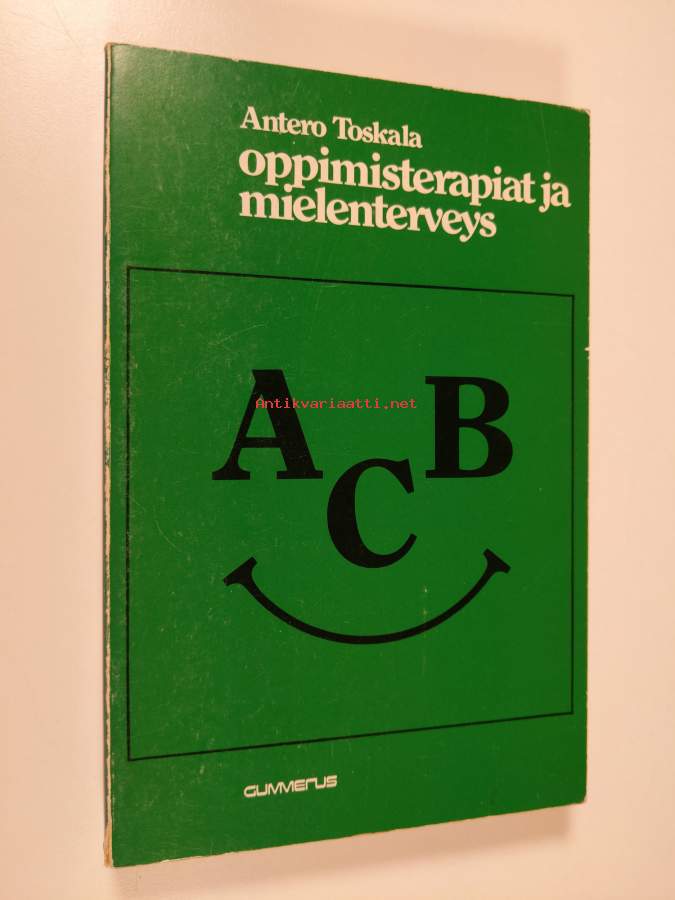 Antero Toskala
oppimisterapiat ja
mielenterveys
A B
Antikvariaatti.net
C
GUMMERUS